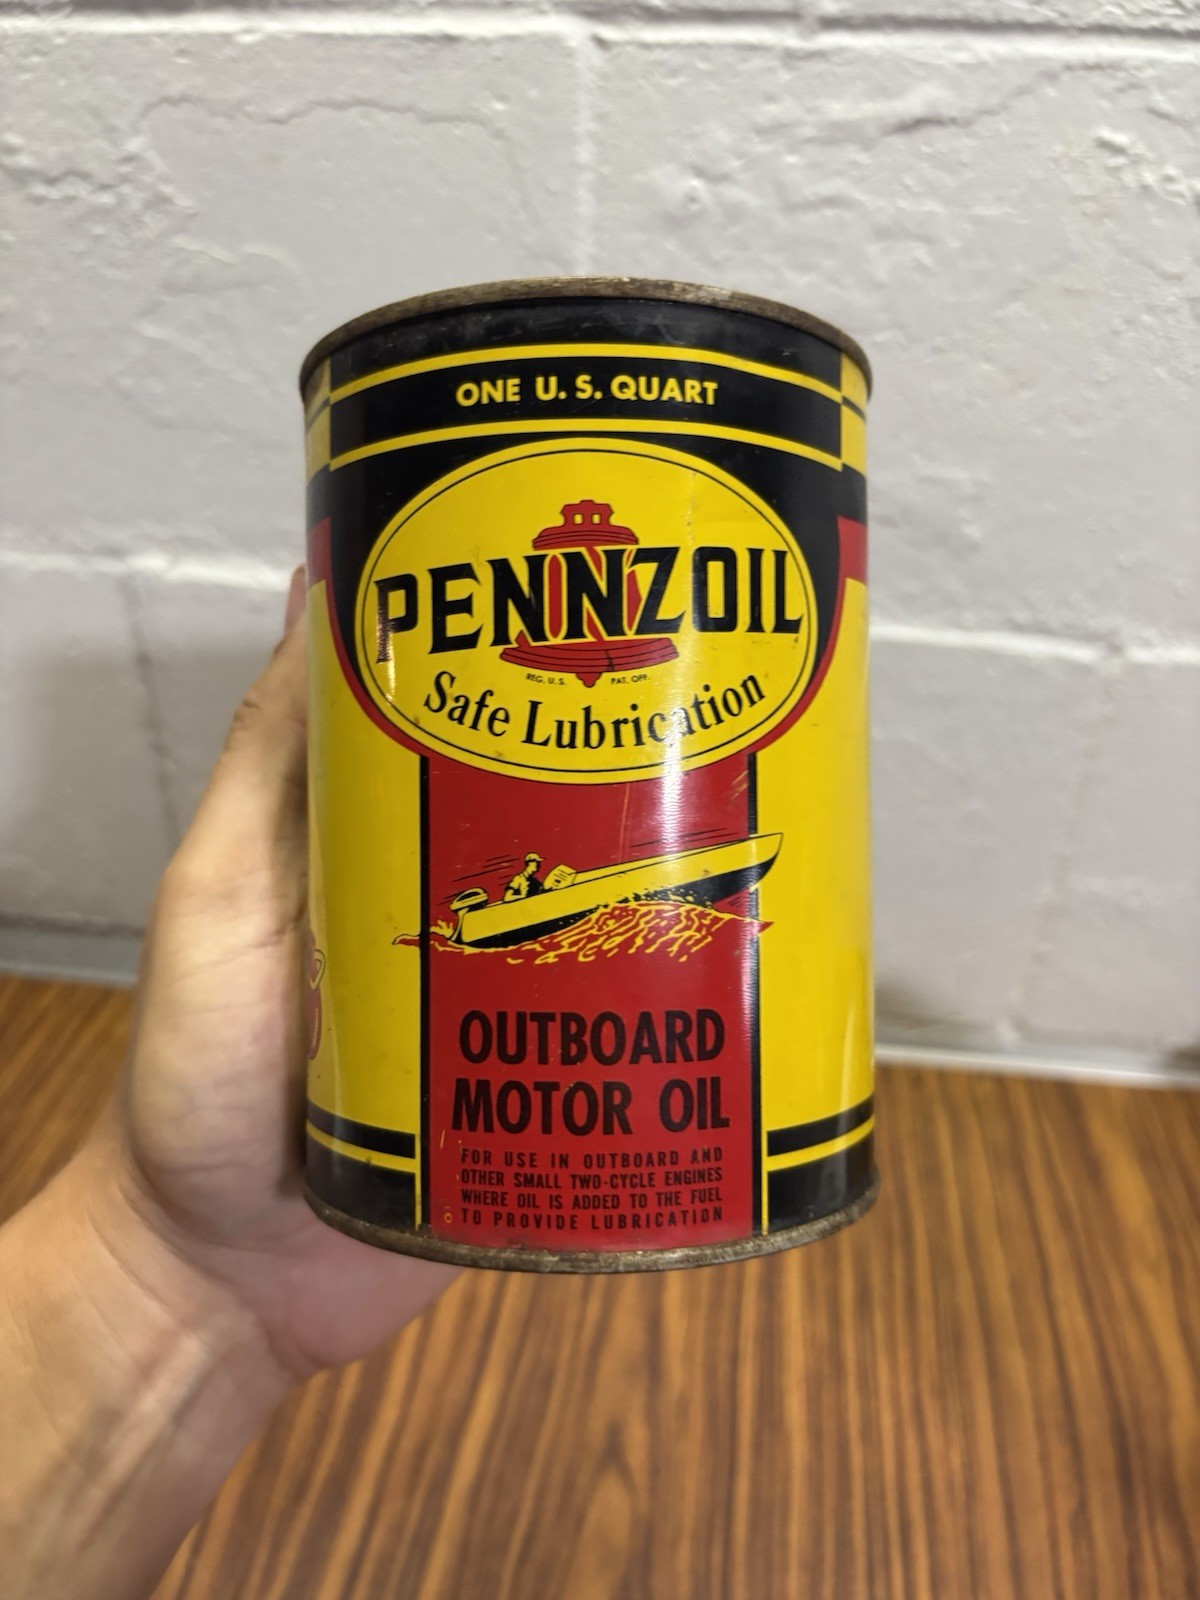 ONE U. S. QUART
PENNZOIL
REG. U. S. PAT. OFF.
Safe Lubrication
OUTBOARD
MOTOR OIL
FOR USE IN OUTBOARD AND
OTHER SMALL TWO-CYCLE ENGINES
WHERE OIL IS ADDED TO THE FUEL
TO PROVIDE LUBRICATION